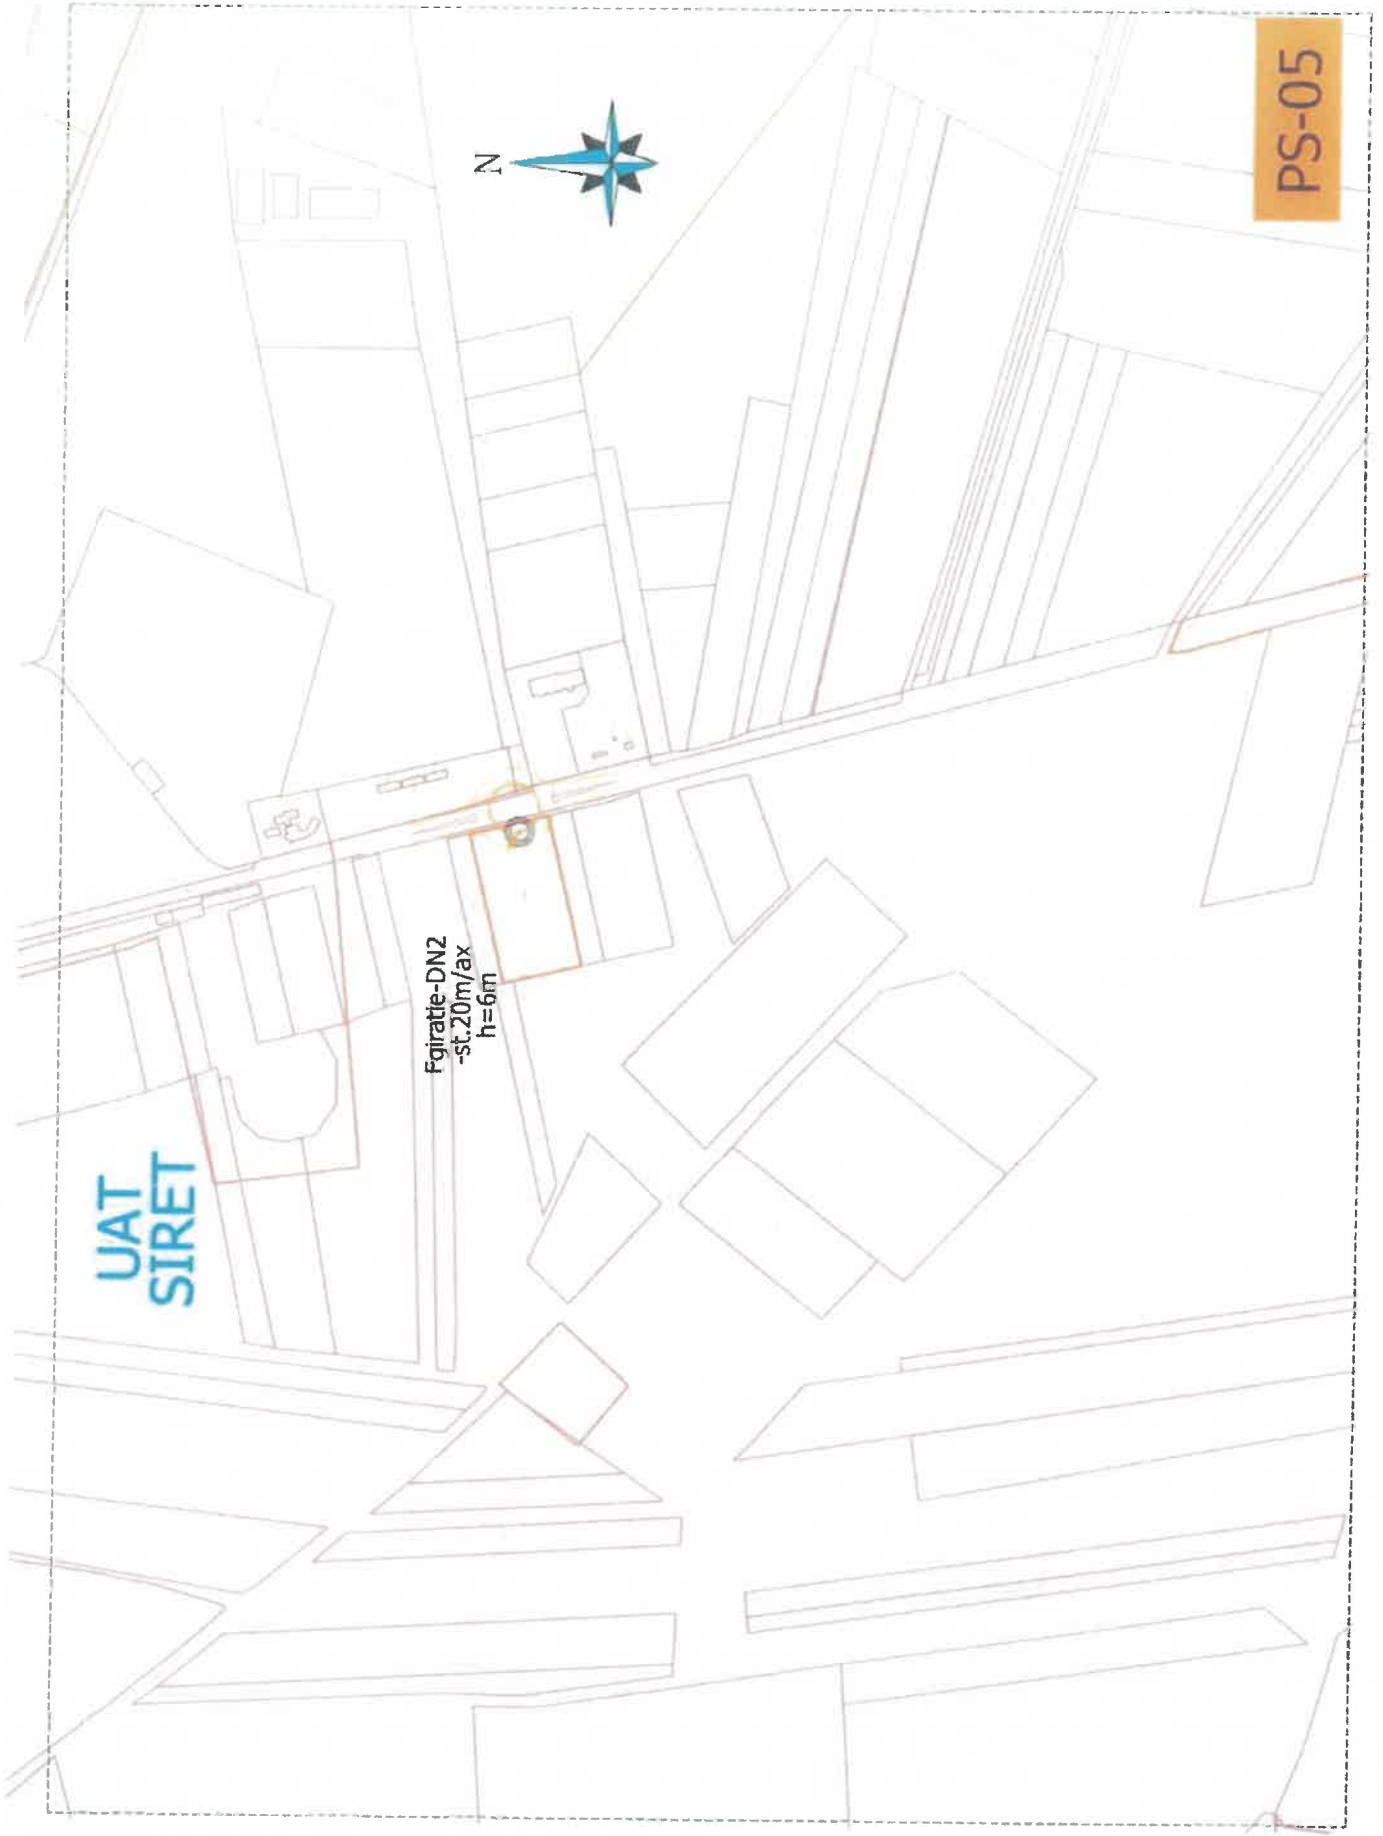 N
PS-05
Fgiratie-DN2
-st.20m/ax
h=6m
UAT
SIRET